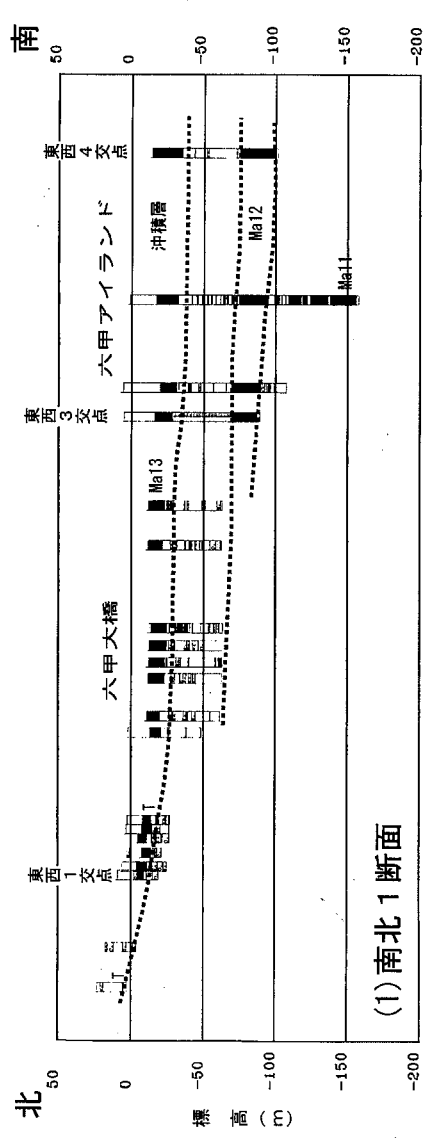 北
南
東西1交点
東西3交点
東西4交点
六甲大橋
六甲アイランド
50
0
-50
-100
-150
-200
標高(m)
50
0
-50
-100
-150
-200
T
T
Ma13
沖積層
Ma12
Ma11
(1)南北1断面